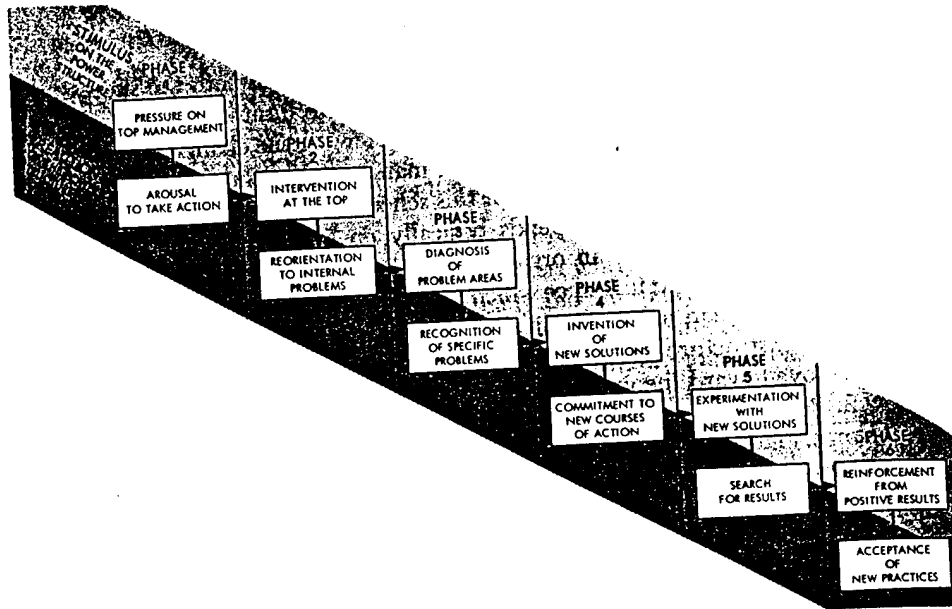 STIMULUS
ON THE
POWER
STRUCTURE
PHASE
PRESSURE ON
TOP MANAGEMENT
AROUSAL
TO TAKE ACTION
PHASE
2
INTERVENTION
AT THE TOP
REORIENTATION
TO INTERNAL
PROBLEMS
PHASE
3
DIAGNOSIS
OF
PROBLEM AREAS
RECOGNITION
OF SPECIFIC
PROBLEMS
PHASE
4
INVENTION
OF
NEW SOLUTIONS
COMMITMENT TO
NEW COURSES
OF ACTION
PHASE
5
EXPERIMENTATION
WITH
NEW SOLUTIONS
SEARCH
FOR RESULTS
PHASE
6
REINFORCEMENT
FROM
POSITIVE RESULTS
ACCEPTANCE
OF
NEW PRACTICES